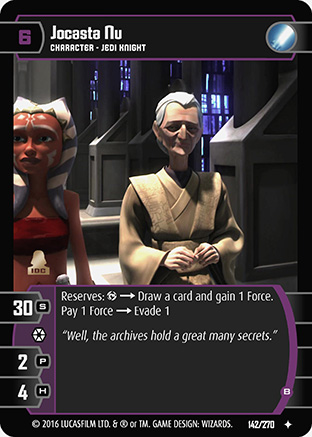 6
Jocasta Nu
CHARACTER - JEDI KNIGHT
IDC
30 S
Reserves: → Draw a card and gain 1 Force.
Pay 1 Force → Evade 1
“Well, the archives hold a great many secrets.”
2 P
4 H
B
© 2016 LUCASFILM LTD. & ® or TM. GAME DESIGN: WIZARDS. 142/270